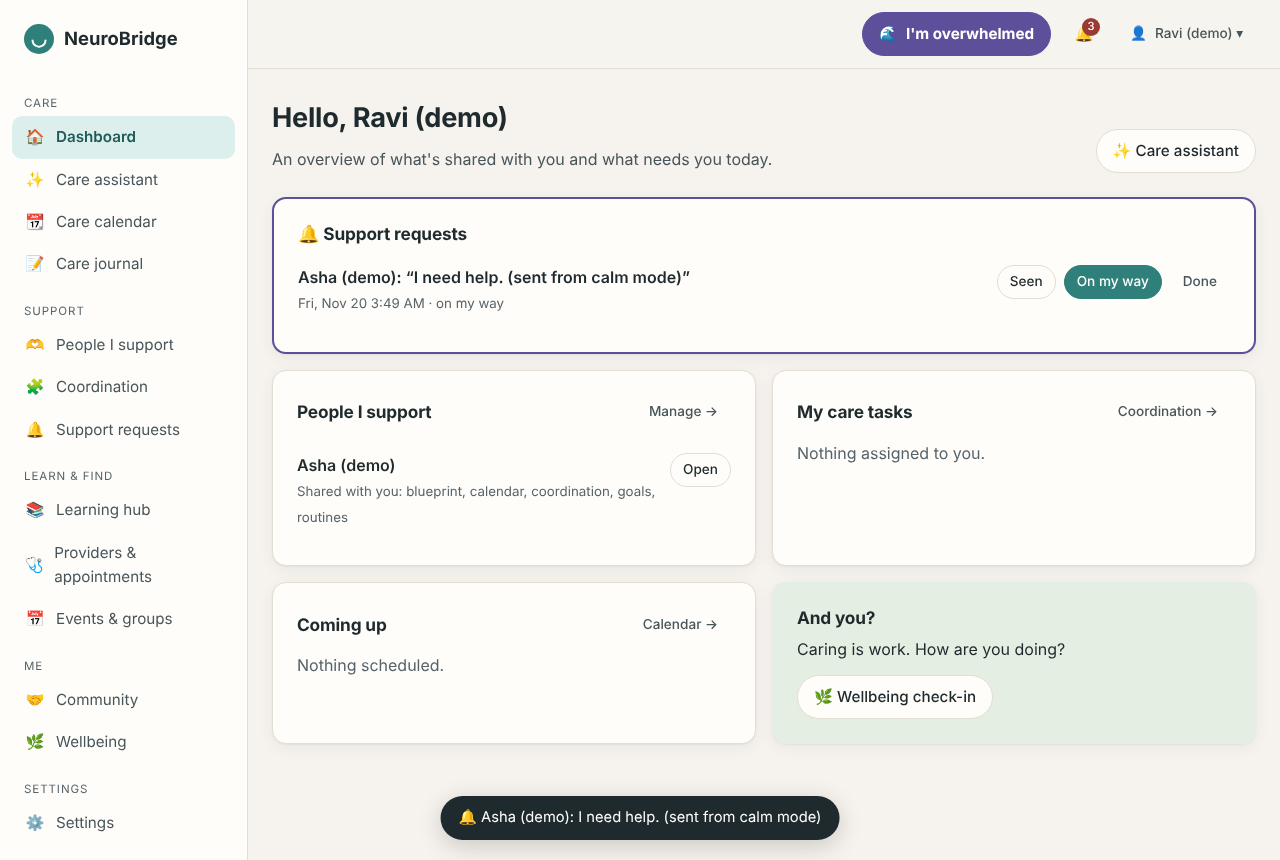 NeuroBridge
CARE
Dashboard
Care assistant
Care calendar
Care journal
SUPPORT
People I support
Coordination
Support requests
LEARN & FIND
Learning hub
Providers &
appointments
Events & groups
ME
Community
Wellbeing
SETTINGS
Settings
I'm overwhelmed
3
Ravi (demo) ▾
Hello, Ravi (demo)
An overview of what's shared with you and what needs you today.
Care assistant
Support requests
Asha (demo): “I need help. (sent from calm mode)”
Fri, Nov 20 3:49 AM · on my way
Seen
On my way
Done
People I support
Manage →
Asha (demo)
Shared with you: blueprint, calendar, coordination, goals,
routines
Open
My care tasks
Coordination →
Nothing assigned to you.
Coming up
Calendar →
Nothing scheduled.
And you?
Caring is work. How are you doing?
Wellbeing check-in
Asha (demo): I need help. (sent from calm mode)